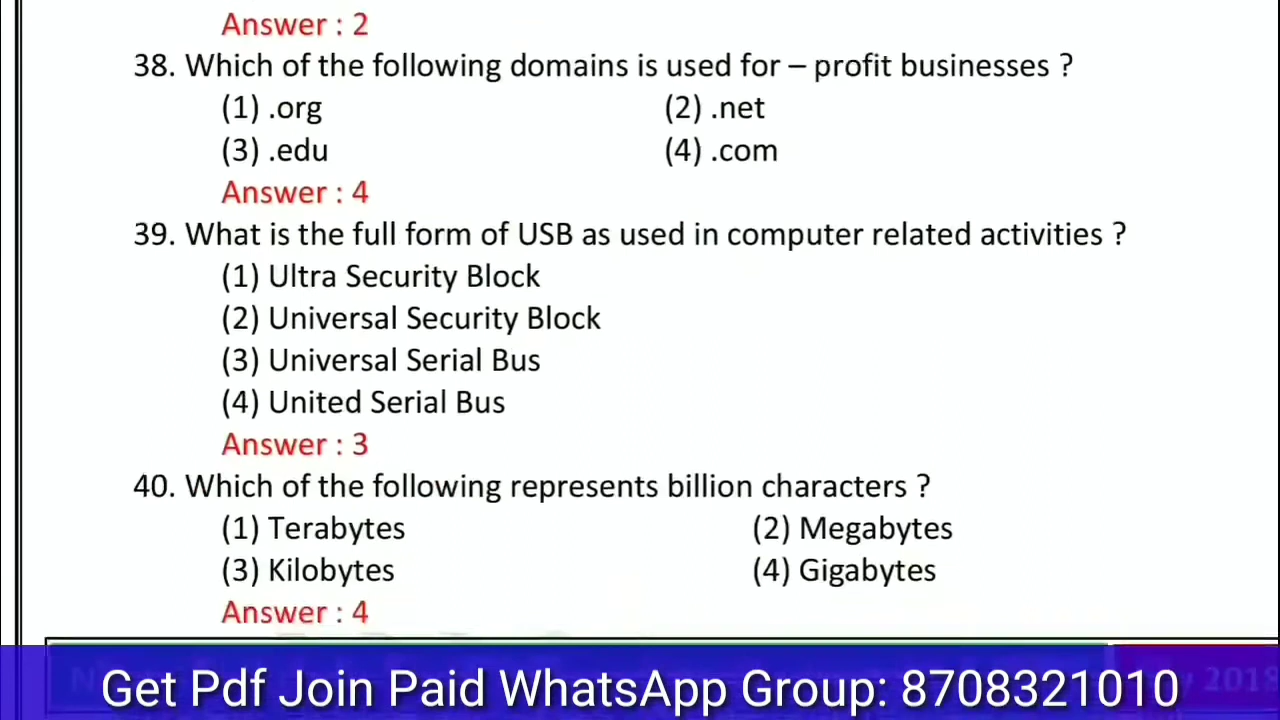 Answer : 2
38. Which of the following domains is used for – profit businesses ?
(1) .org (2) .net
(3) .edu (4) .com
Answer : 4
39. What is the full form of USB as used in computer related activities ?
(1) Ultra Security Block
(2) Universal Security Block
(3) Universal Serial Bus
(4) United Serial Bus
Answer : 3
40. Which of the following represents billion characters ?
(1) Terabytes (2) Megabytes
(3) Kilobytes (4) Gigabytes
Answer : 4
Get Pdf Join Paid WhatsApp Group: 8708321010